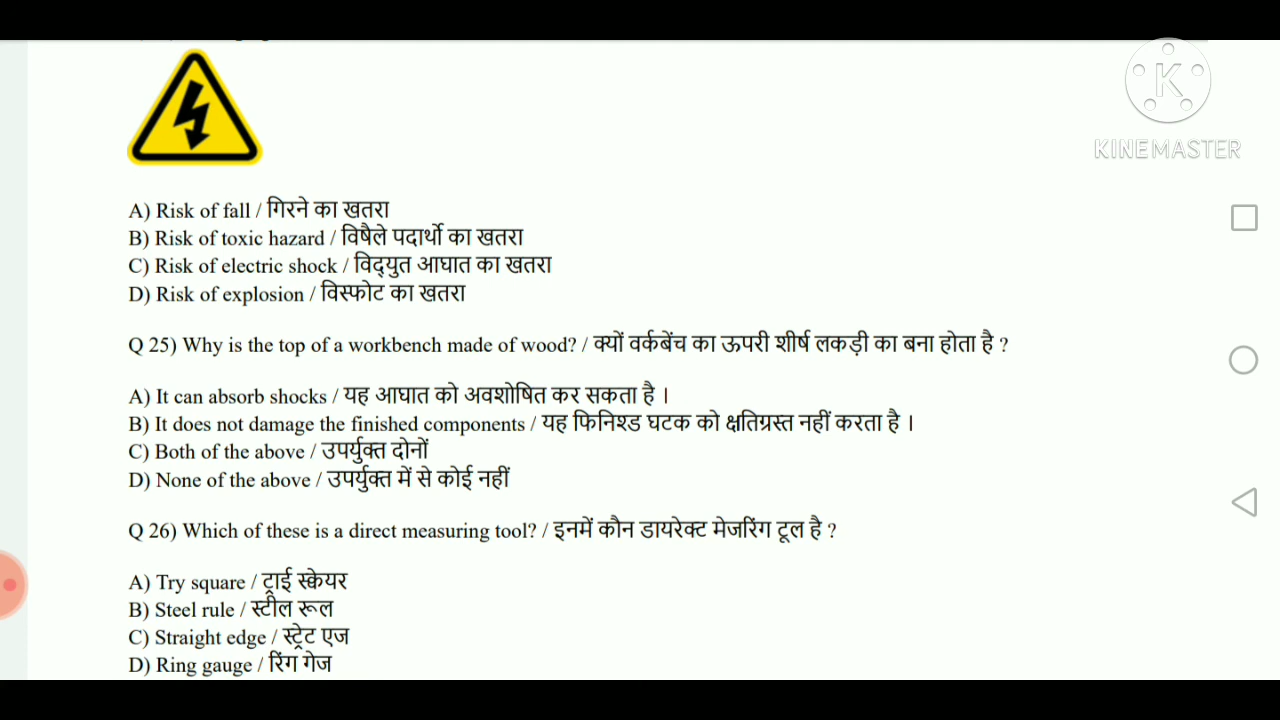 KINEMASTER
A) Risk of fall / गिरने का खतरा
B) Risk of toxic hazard / विषैले पदार्थो का खतरा
C) Risk of electric shock / विद्युत आघात का खतरा
D) Risk of explosion / विस्फोट का खतरा
Q 25) Why is the top of a workbench made of wood? / क्यों वर्कबेंच का ऊपरी शीर्ष लकड़ी का बना होता है ?
A) It can absorb shocks / यह आघात को अवशोषित कर सकता है ।
B) It does not damage the finished components / यह फिनिश्ड घटक को क्षतिग्रस्त नहीं करता है ।
C) Both of the above / उपर्युक्त दोनों
D) None of the above / उपर्युक्त में से कोई नहीं
Q 26) Which of these is a direct measuring tool? / इनमें कौन डायरेक्ट मेजरिंग टूल है ?
A) Try square / ट्राई स्केयर
B) Steel rule / स्टील रूल
C) Straight edge / स्ट्रेट एज
D) Ring gauge / रिंग गेज